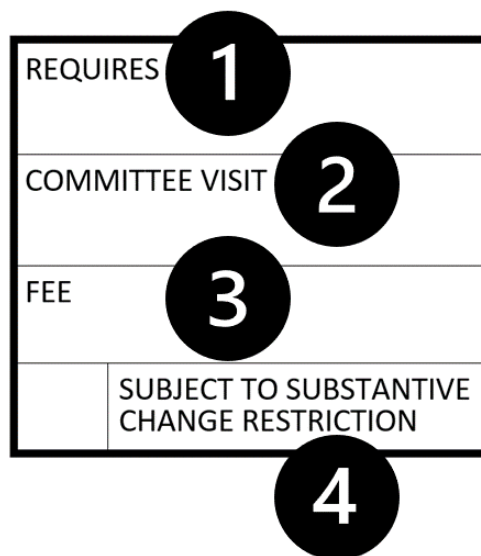 REQUIRES 1
COMMITTEE VISIT 2
FEE 3
SUBJECT TO SUBSTANTIVE
CHANGE RESTRICTION
4